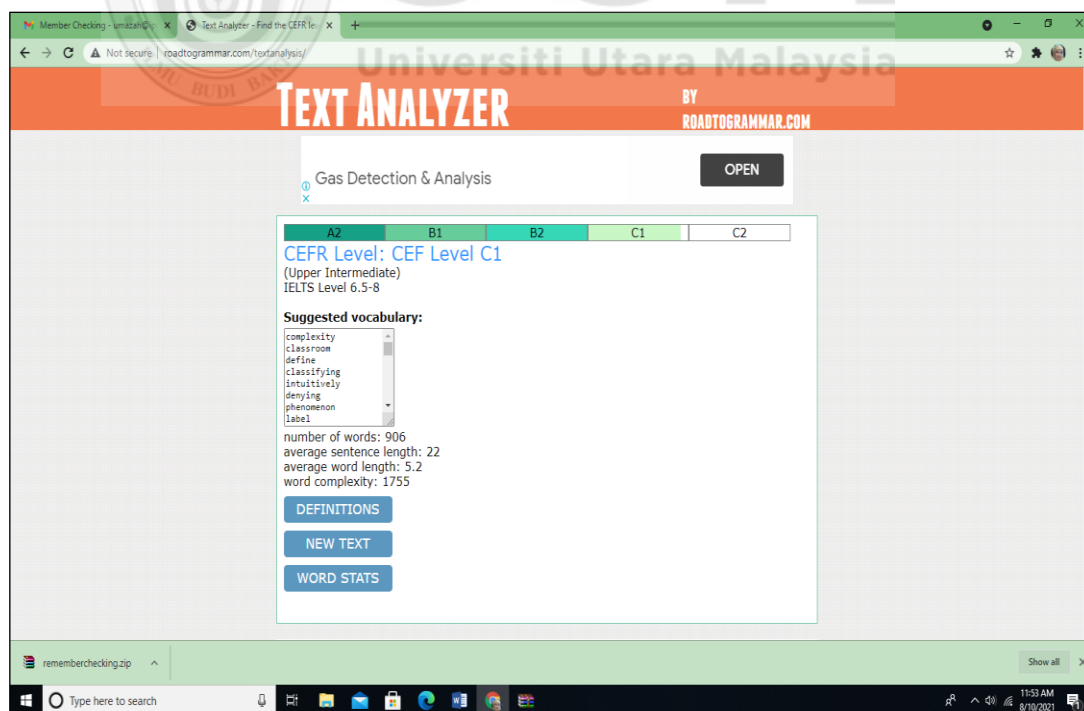 Member Checking - umazah@
Text Analyzer - Find the CEFR le
Not secure | roadtogrammar.com/textanalysis/
Universiti Utara Malaysia
BUDI
TEXT ANALYZER
BY
ROADTOGRAMMAR.COM
Gas Detection & Analysis
OPEN
A2 B1 B2 C1 C2
CEFR Level: CEF Level C1
(Upper Intermediate)
IELTS Level 6.5-8
Suggested vocabulary:
complexity
classroom
define
classifying
intuitively
denying
phenomenon
label
number of words: 906
average sentence length: 22
average word length: 5.2
word complexity: 1755
DEFINITIONS
NEW TEXT
WORD STATS
rememberchecking.zip
Show all
Type here to search
11:53 AM
8/10/2021